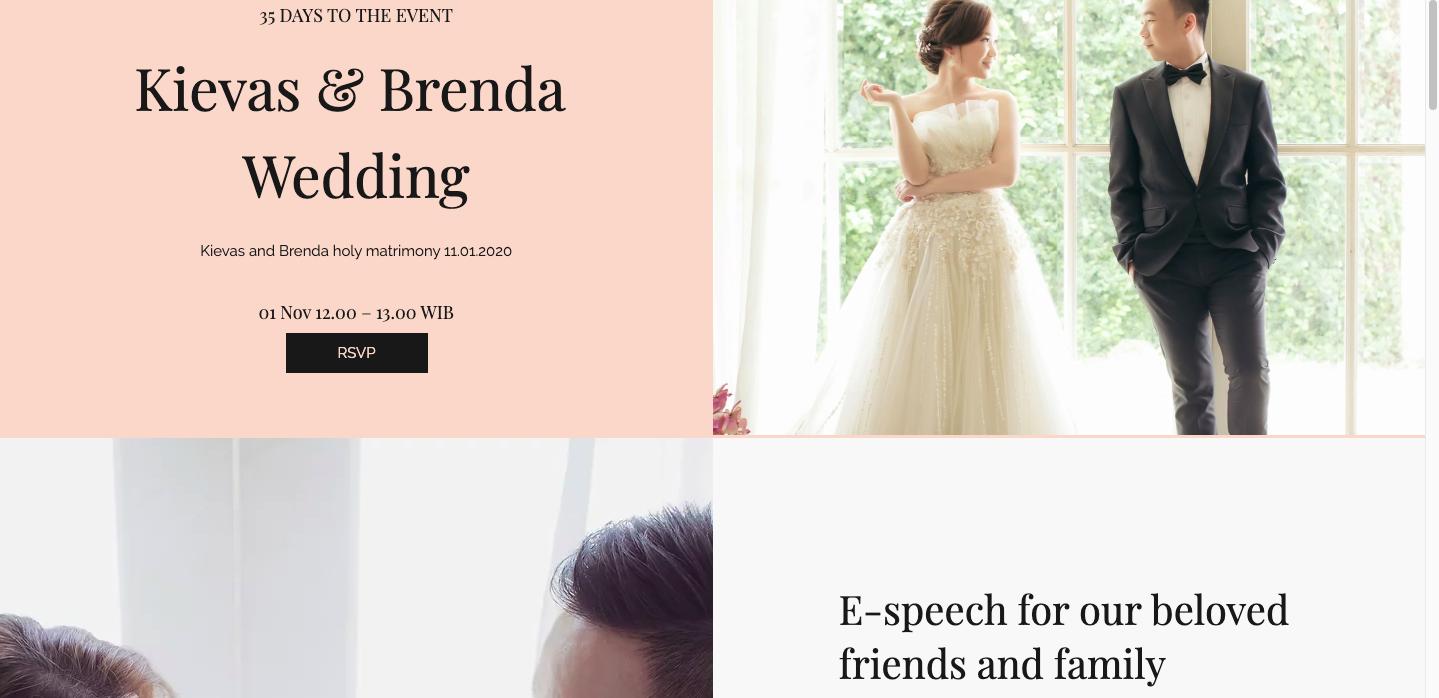 35 DAYS TO THE EVENT
Kievas & Brenda
Wedding
Kievas and Brenda holy matrimony 11.01.2020
01 Nov 12.00 – 13.00 WIB
RSVP
E-speech for our beloved
friends and family